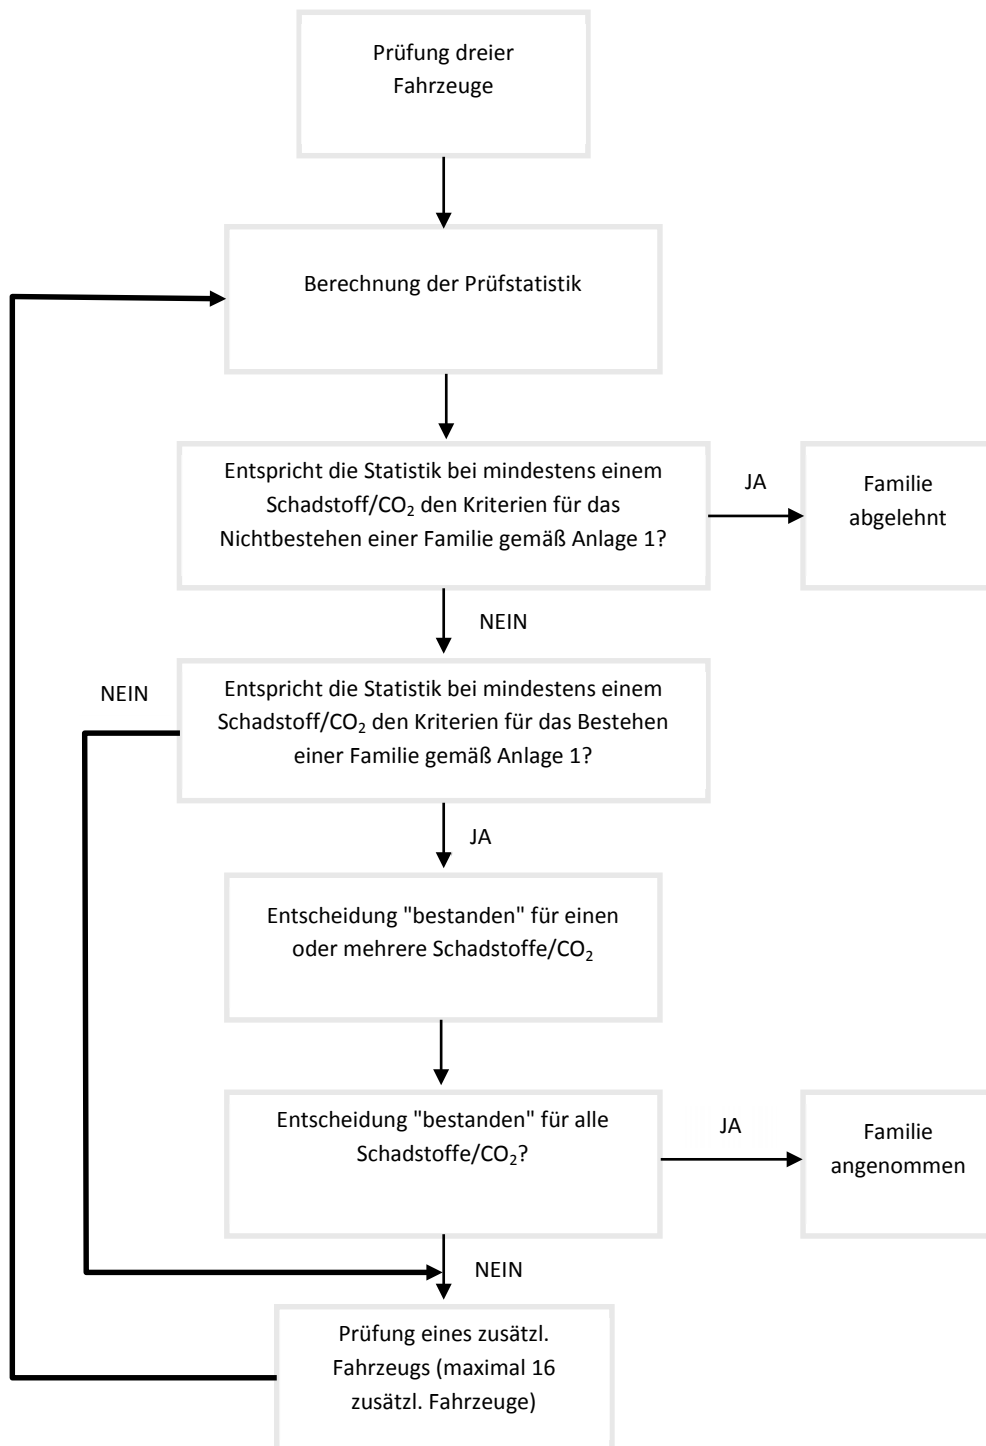 Prüfung dreier
Fahrzeuge
Berechnung der Prüfstatistik
Entspricht die Statistik bei mindestens einem
Schadstoff/CO₂ den Kriterien für das
Nichtbestehen einer Familie gemäß Anlage 1?
JA
Familie
abgelehnt
NEIN
NEIN
Entspricht die Statistik bei mindestens einem
Schadstoff/CO₂ den Kriterien für das Bestehen
einer Familie gemäß Anlage 1?
JA
Entscheidung "bestanden" für einen
oder mehrere Schadstoffe/CO₂
Entscheidung "bestanden" für alle
Schadstoffe/CO₂?
JA
Familie
angenommen
NEIN
Prüfung eines zusätzl.
Fahrzeugs (maximal 16
zusätzl. Fahrzeuge)